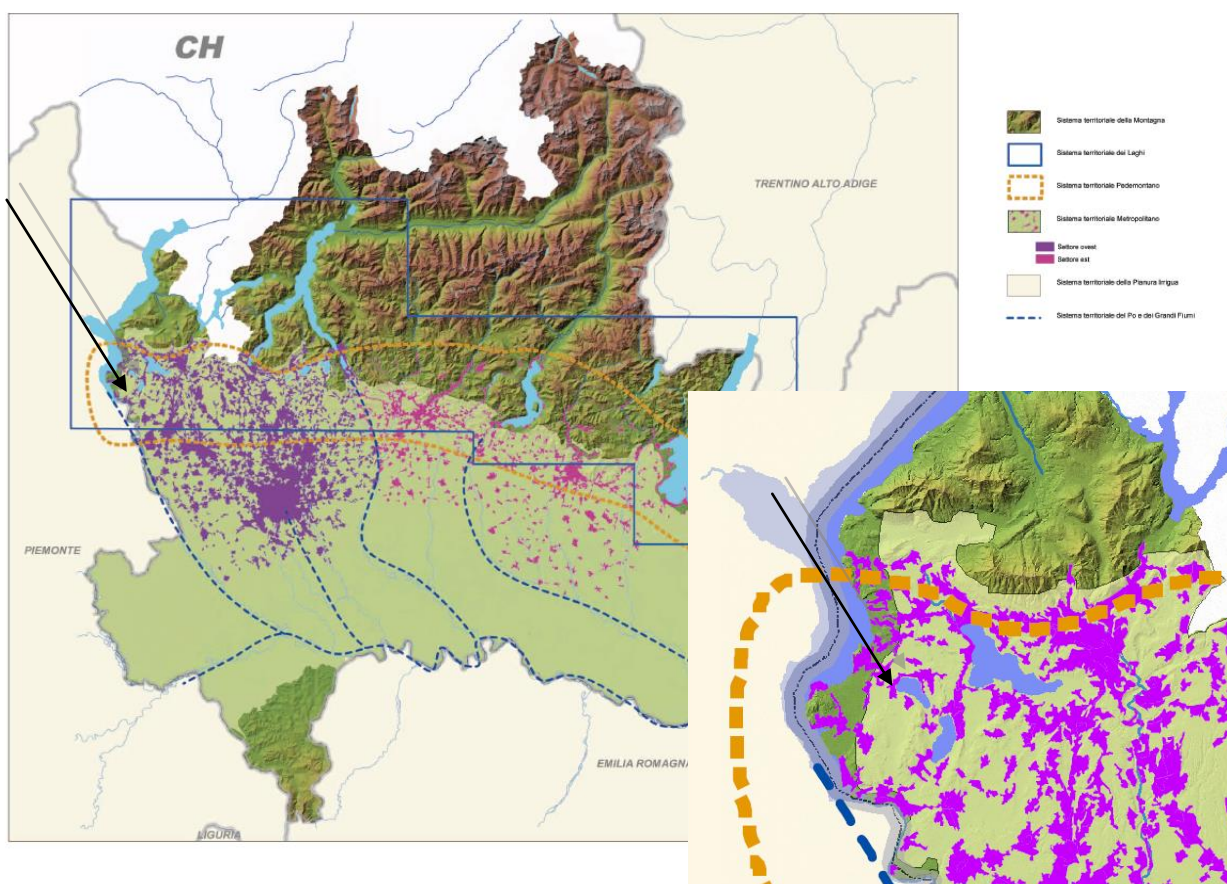 CH
TRENTINO ALTO ADIGE
PIEMONTE
EMILIA ROMAGNA
LIGURIA
Sistema territoriale della Montagna
Sistema territoriale dei Laghi
Sistema territoriale Pedemontano
Sistema territoriale Metropolitano
Settore ovest
Settore est
Sistema territoriale della Pianura Irrigua
Sistema territoriale del Po e dei Grandi Fiumi